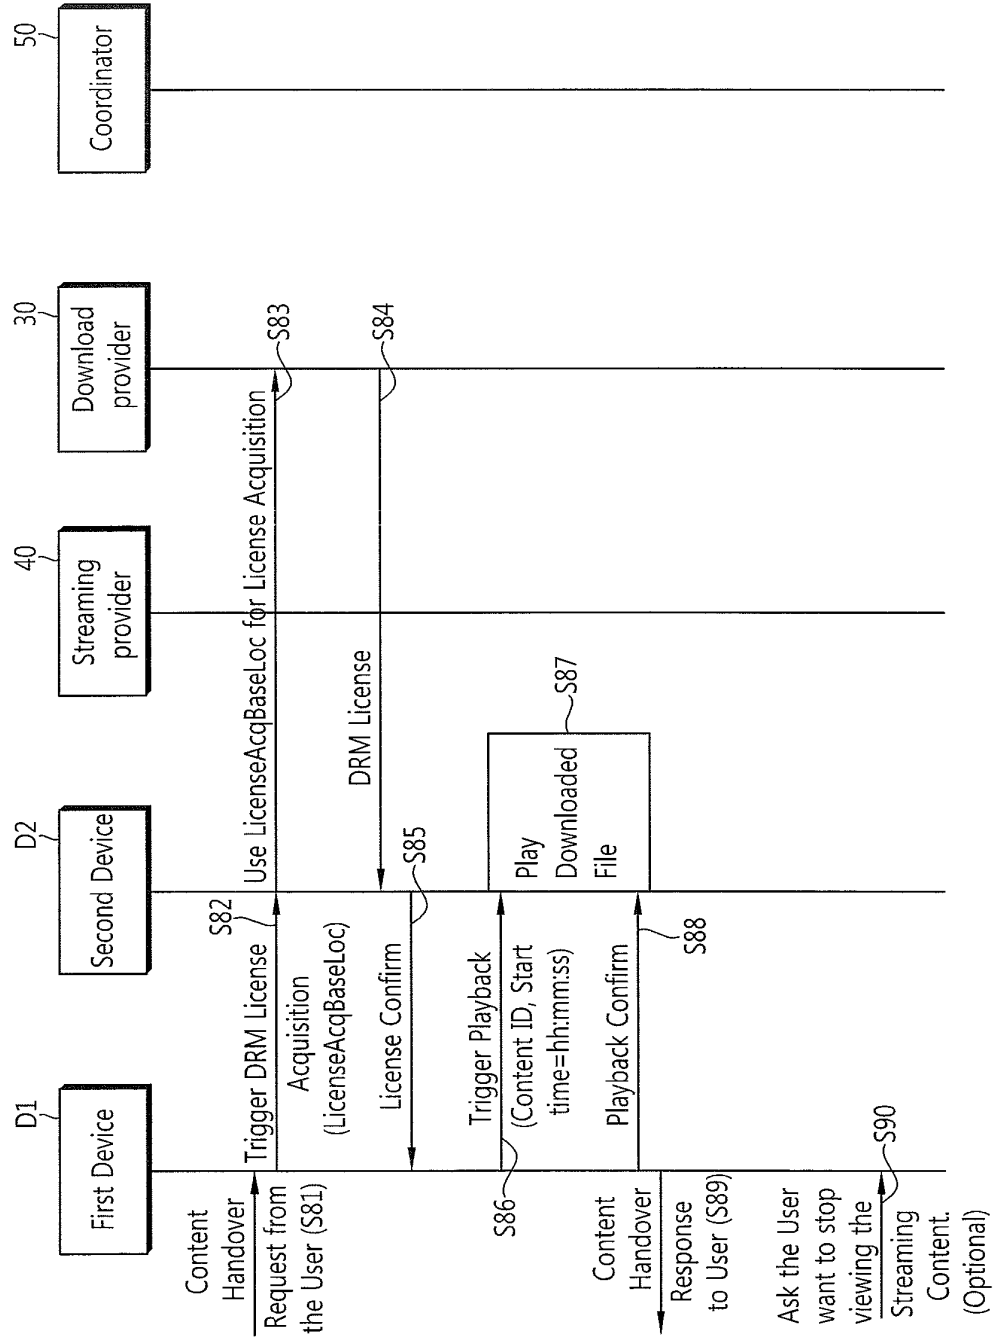 D1
First Device
D2
Second Device
40
Streaming
provider
30
Download
provider
50
Coordinator
Content
Handover
Request from
the User (S81)
Trigger DRM License
S82
Acquisition
(LicenseAcqBaseLoc)
Use LicenseAcqBaseLoc for License Acquisition
S83
DRM License
S84
License Confirm
S85
Trigger Playback
S86
(Content ID, Start
time=hh:mm:ss)
Play
Downloaded
File
S87
Playback Confirm
S88
Content
Handover
Response
to User (S89)
Ask the User
want to stop
viewing the
Streaming
Content.
(Optional)
S90